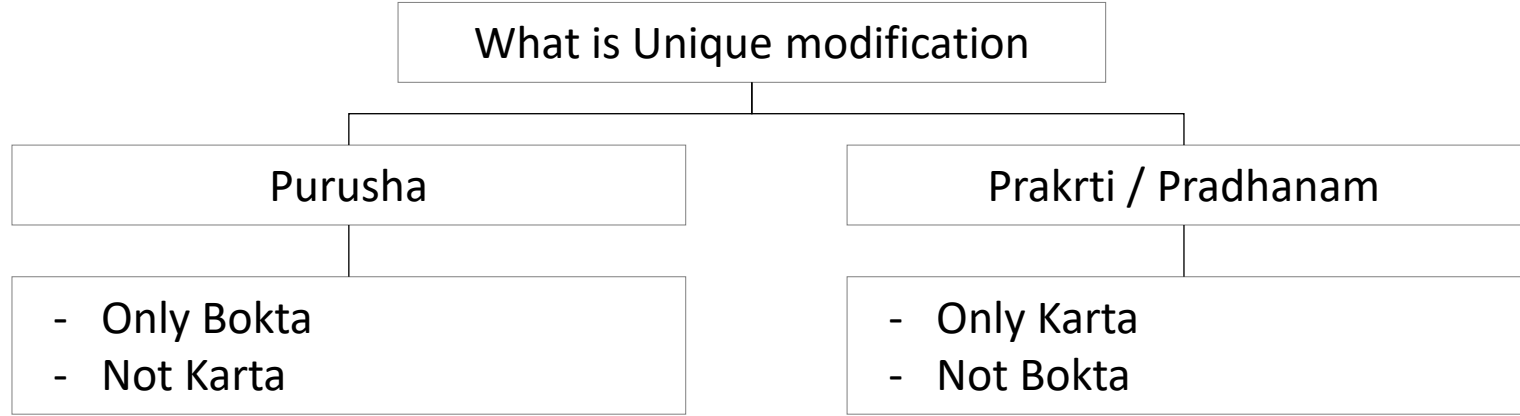 What is Unique modification
Purusha
Prakrti / Pradhanam
- Only Bokta
- Not Karta
- Only Karta
- Not Bokta